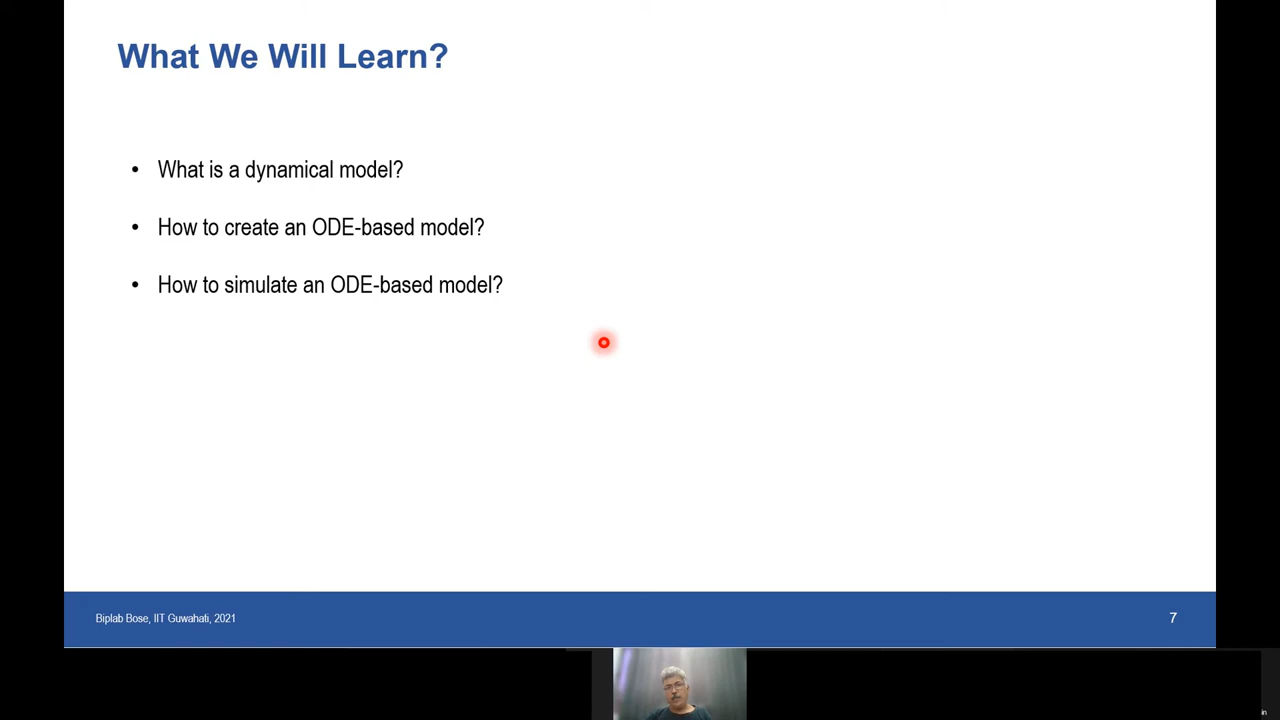 What We Will Learn?
• What is a dynamical model?
• How to create an ODE-based model?
• How to simulate an ODE-based model?
Biplab Bose, IIT Guwahati, 2021
7
in